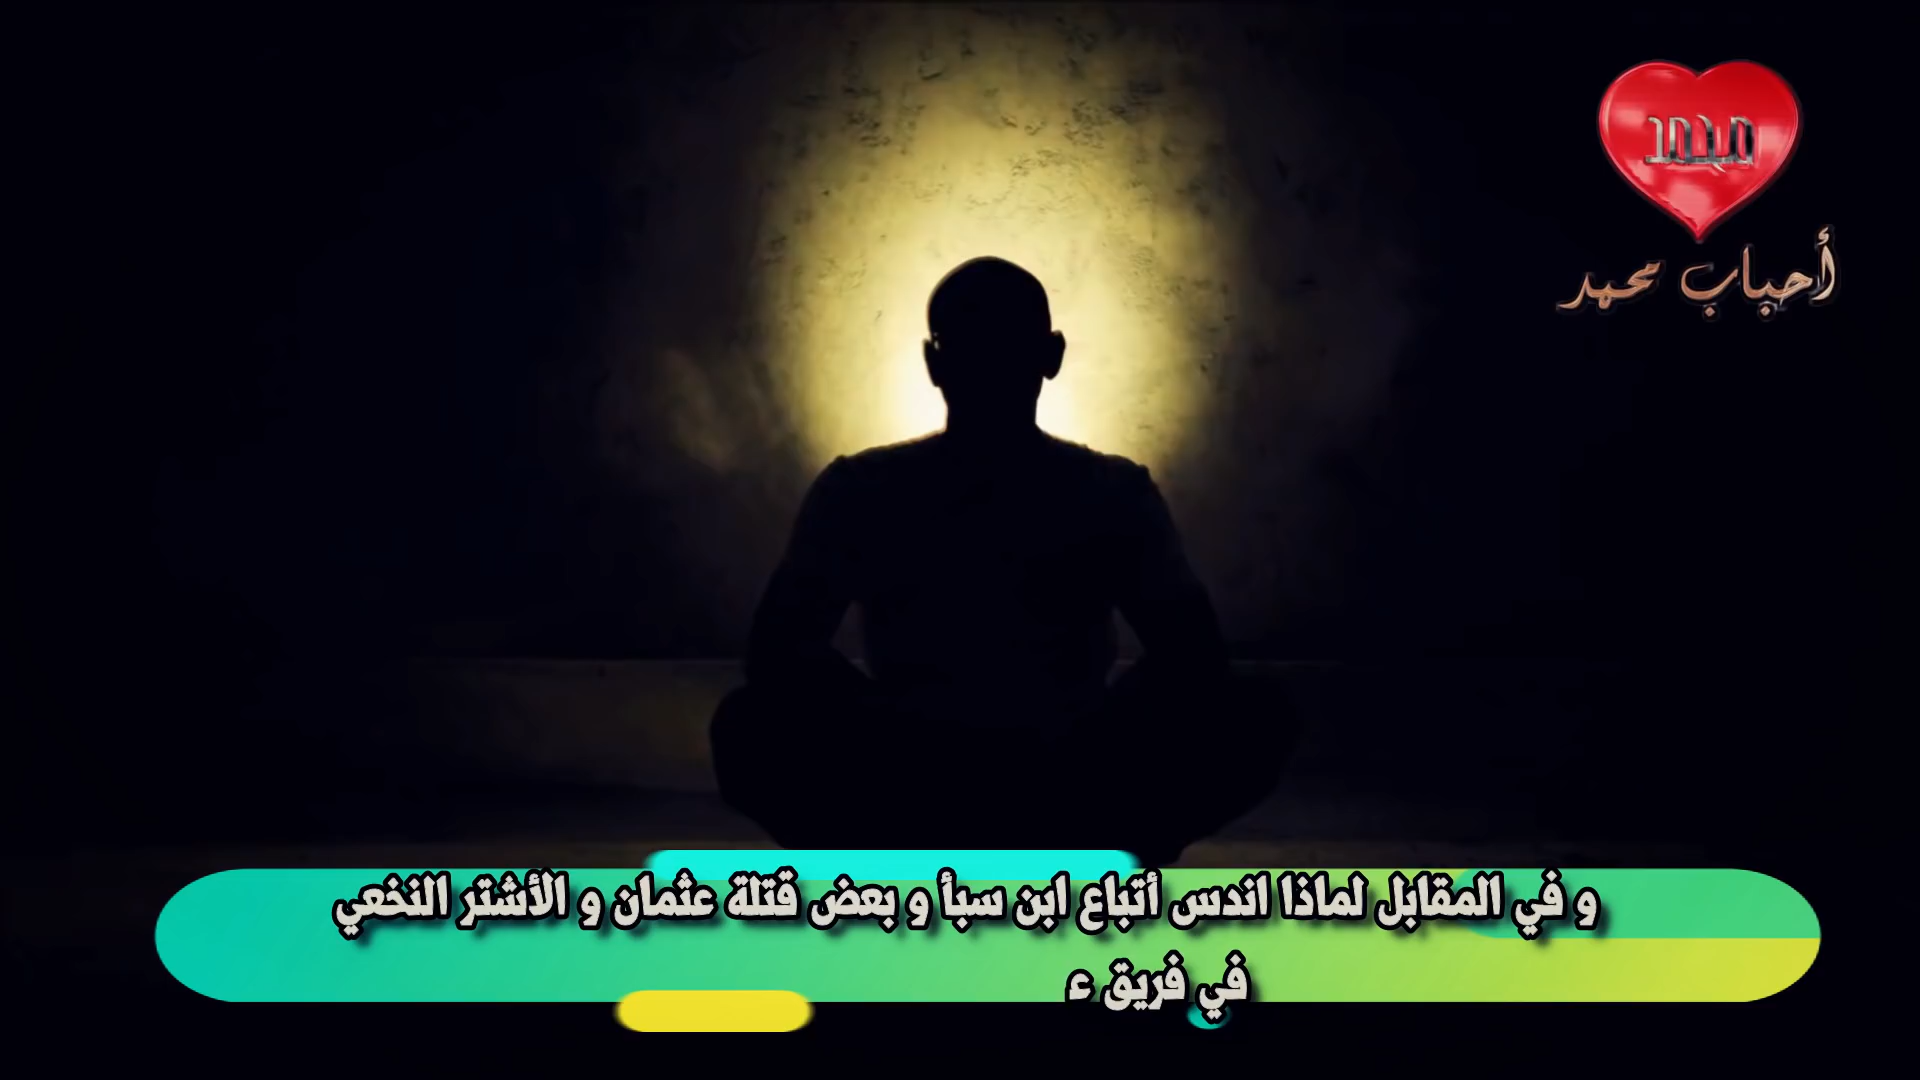 محمد
أحباب محمد
و في المقابل لماذا اندس أتباع ابن سبأ و بعض قتلة عثمان و الأشتر النخعي
في فريق ء